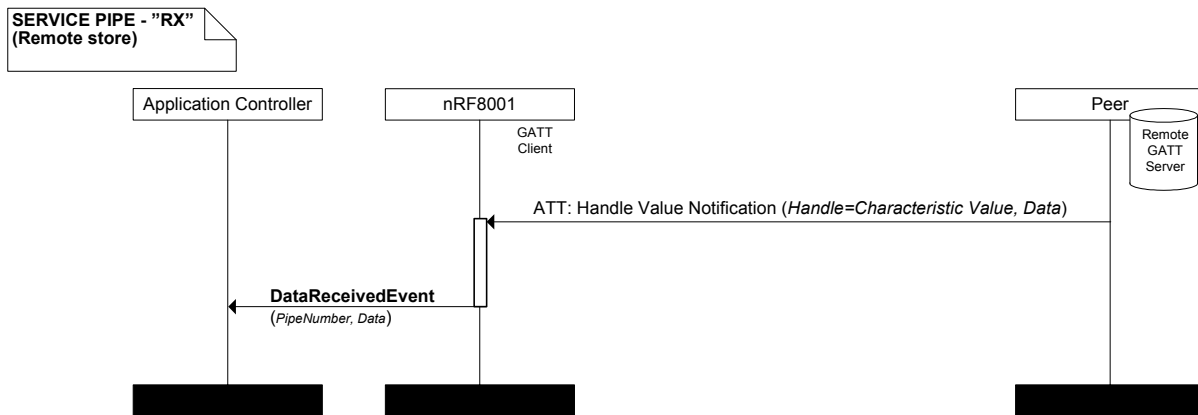 SERVICE PIPE - ”RX”
(Remote store)
Application Controller
nRF8001
Peer
GATT
Client
Remote
GATT
Server
ATT: Handle Value Notification (Handle=Characteristic Value, Data)
DataReceivedEvent
(PipeNumber, Data)